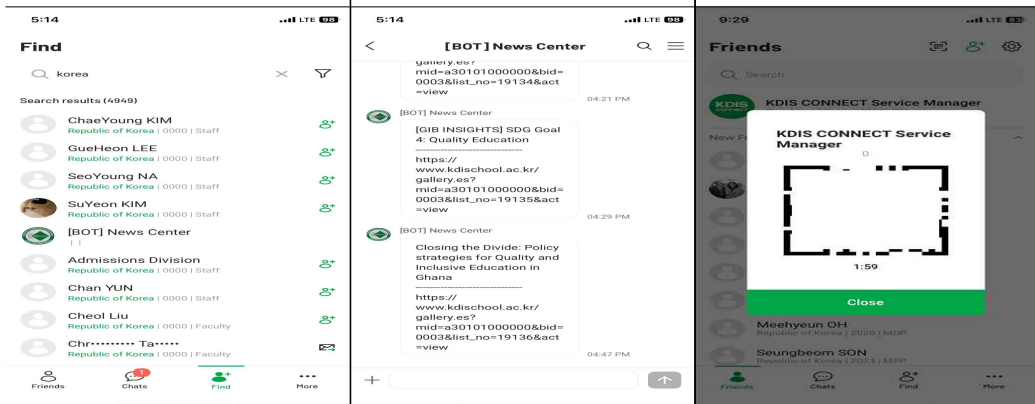 5:14
LTE 98
Find
korea
Search results (4949)
ChaeYoung KIM
Republic of Korea | 0000 | Staff
GueHeon LEE
Republic of Korea | 0000 | Staff
SeoYoung NA
Republic of Korea | 0000 | Staff
SuYeon KIM
Republic of Korea | 0000 | Staff
[BOT] News Center
| |
Admissions Division
Republic of Korea | 0000 | Staff
Chan YUN
Republic of Korea | 0000 | Staff
Cheol Liu
Republic of Korea | 0000 | Faculty
Chr········· Ta·····
Republic of Korea | 0000 | Faculty
1
Friends
Chats
Find
More
5:14
LTE 98
[BOT] News Center
gallery.es?
mid=a30101000000&bid=
0003&list_no=19134&act
=view
04:21 PM
[BOT] News Center
[GIB INSIGHTS] SDG Goal
4: Quality Education
----------------------------
https://
www.kdischool.ac.kr/
gallery.es?
mid=a30101000000&bid=
0003&list_no=19135&act
=view
04:29 PM
[BOT] News Center
Closing the Divide: Policy
strategies for Quality and
Inclusive Education in
Ghana
----------------------------
https://
www.kdischool.ac.kr/
gallery.es?
mid=a30101000000&bid=
0003&list_no=19136&act
=view
04:47 PM
9:29
LTE
Friends
Search
KDIS
CONNECT
KDIS CONNECT Service Manager
New
KDIS CONNECT Service
Manager
()
1:59
Close
Meehyeun OH
Republic of Korea | 2020 | MGP
Seungbeom SON
Republic of Korea | 2023 | MPP
Friends
Chats
Find
More